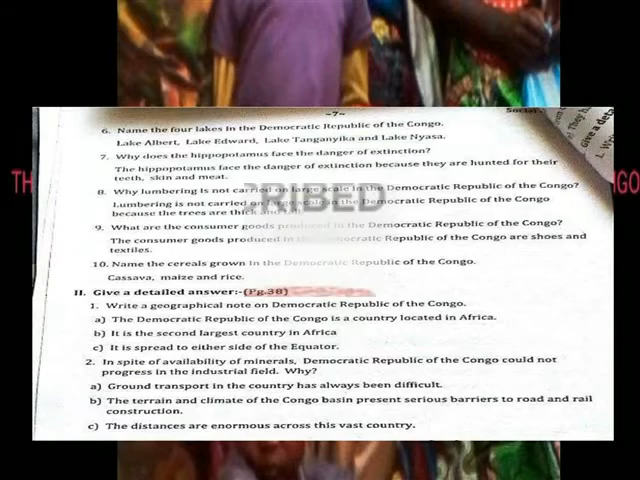 ~7~
Social
6. Name the four lakes in the Democratic Republic of the Congo.
Lake Albert, Lake Edward, Lake Tanganyika and Lake Nyasa.
7. Why does the hippopotamus face the danger of extinction?
The hippopotamus face the danger of extinction because they are hunted for their
teeth, skin and meat.
8. Why lumbering is not carried on large scale in the Democratic Republic of the Congo?
Lumbering is not carried on large scale in the Democratic Republic of the Congo
because the trees are thick and
9. What are the consumer goods produced in the Democratic Republic of the Congo?
The consumer goods produced in the Democratic Republic of the Congo are shoes and
textiles.
10. Name the cereals grown in the Democratic Republic of the Congo.
Cassava, maize and rice.
II. Give a detailed answer:-(Pg.38)
1. Write a geographical note on Democratic Republic of the Congo.
a) The Democratic Republic of the Congo is a country located in Africa.
b) It is the second largest country in Africa
c) It is spread to either side of the Equator.
2. In spite of availability of minerals, Democratic Republic of the Congo could not
progress in the industrial field. Why?
a) Ground transport in the country has always been difficult.
b) The terrain and climate of the Congo basin present serious barriers to road and rail
construction.
c) The distances are enormous across this vast country.
They h
Give a deta
1. Wr
TH
NGO